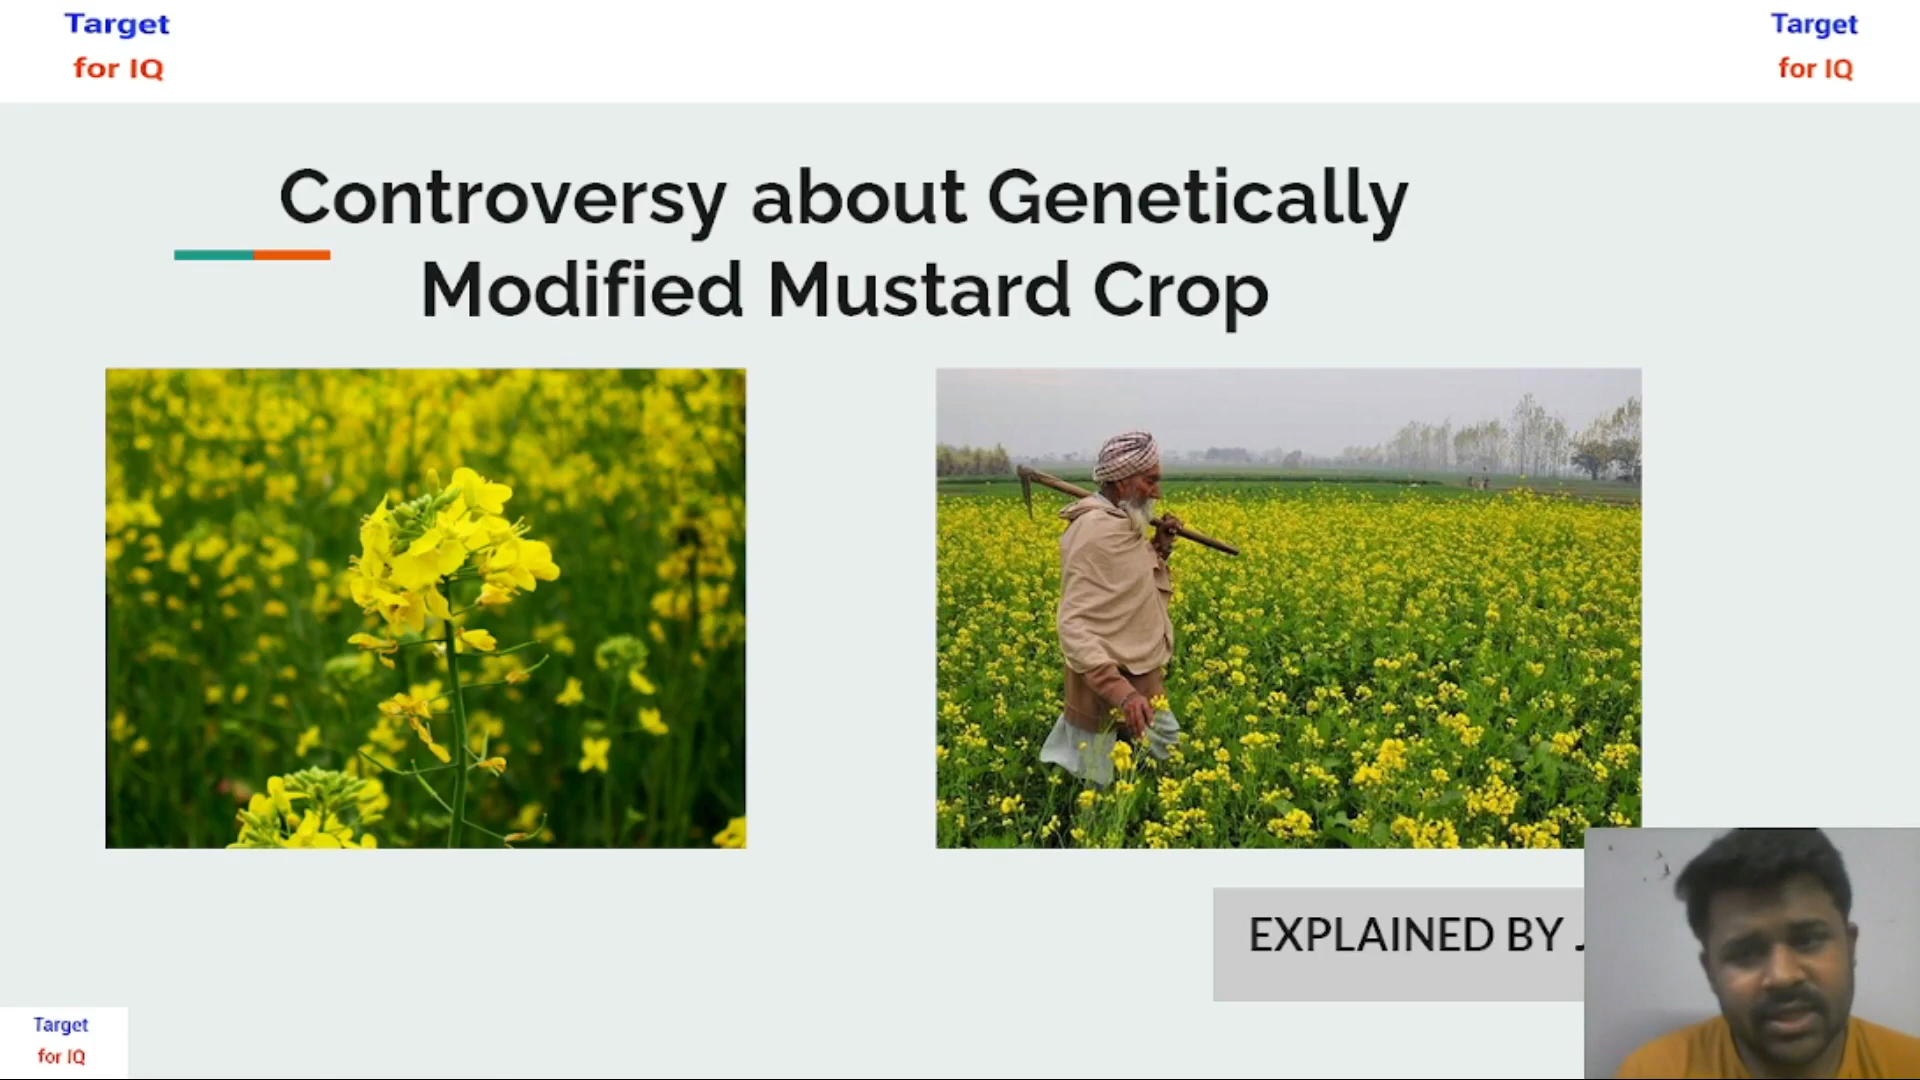 Target
for IQ
Target
for IQ
Controversy about Genetically
Modified Mustard Crop
EXPLAINED BY
Target
for IQ